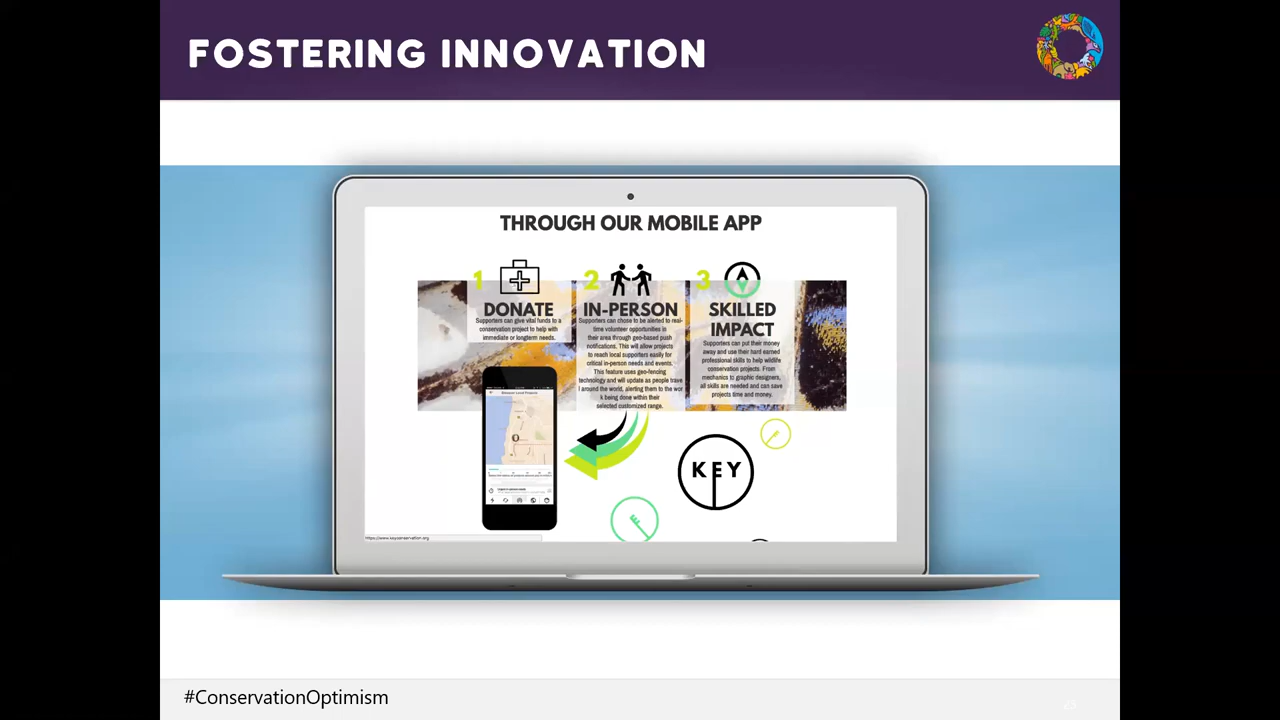 FOSTERING INNOVATION
THROUGH OUR MOBILE APP
1
DONATE
Supporters can give vital funds to a
conservation project to help with
immediate or longterm needs.
2
IN-PERSON
Supporters can chose to be alerted to real-
time volunteer opportunities in
their area through geo-based push
notifications. This will allow projects
to reach local supporters easily for
critical in-person needs and events.
This feature uses geo-fencing
technology and will update as people trave
l around the world, alerting them to the wor
k being done within their
selected customized range.
3
SKILLED
IMPACT
Supporters can put their money
away and use their hard earned
professional skills to help wildlife
conservation projects. From
mechanics to graphic designers,
all skills are needed and can save
projects time and money.
KEY
#ConservationOptimism